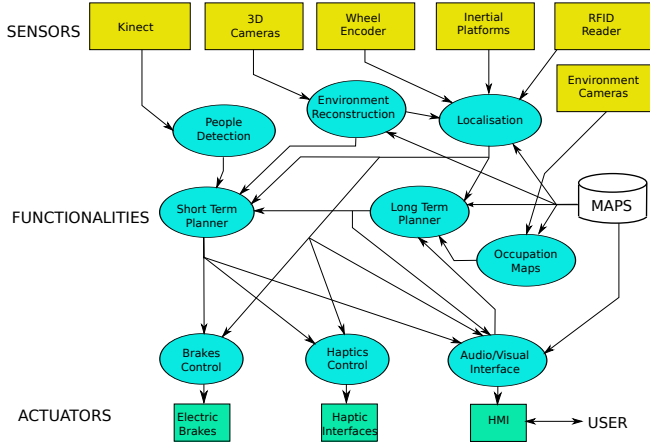 SENSORS
Kinect
3D
Cameras
Wheel
Encoder
Inertial
Platforms
RFID
Reader
Environment
Cameras
People
Detection
Environment
Reconstruction
Localisation
FUNCTIONALITIES
Short Term
Planner
Long Term
Planner
MAPS
Occupation
Maps
Brakes
Control
Haptics
Control
Audio/Visual
Interface
ACTUATORS
Electric
Brakes
Haptic
Interfaces
HMI
USER